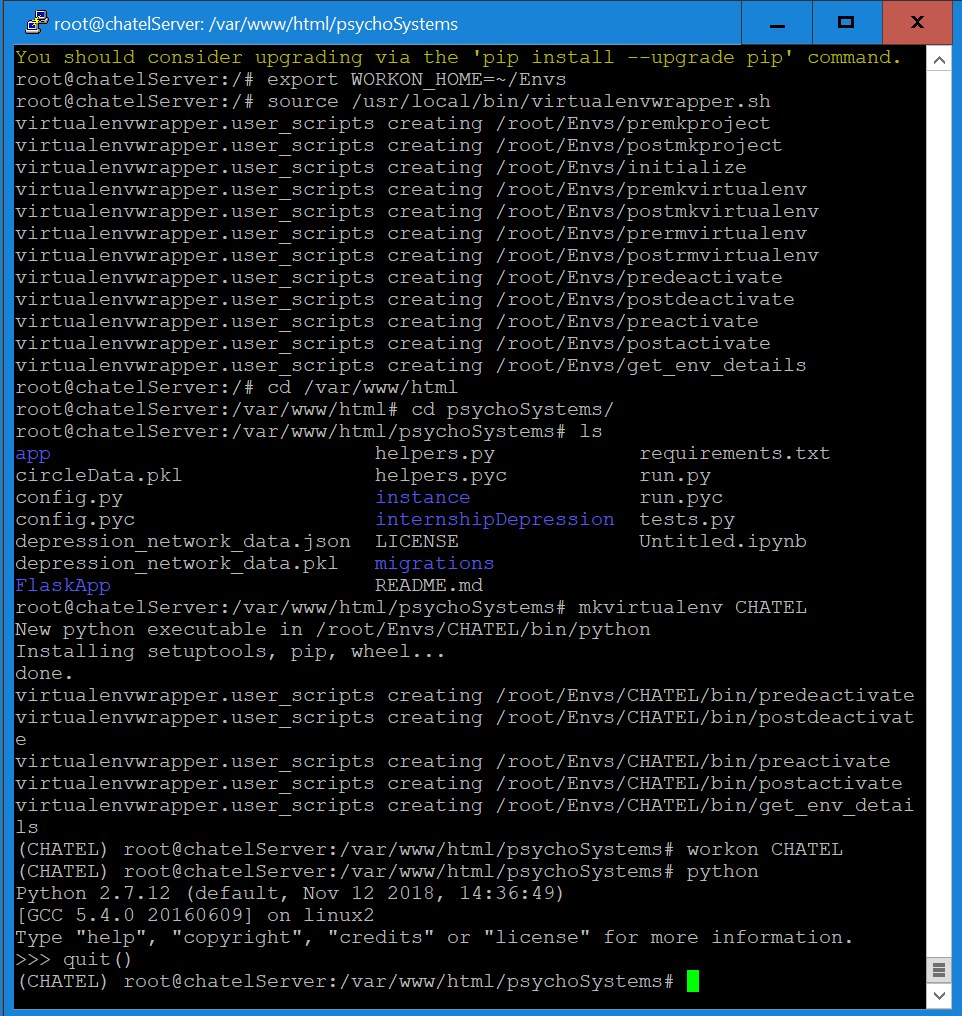 root@chatelServer: /var/www/html/psychoSystems
You should consider upgrading via the 'pip install --upgrade pip' command.
root@chatelServer:/# export WORKON_HOME=~/Envs
root@chatelServer:/# source /usr/local/bin/virtualenvwrapper.sh
virtualenvwrapper.user_scripts creating /root/Envs/premkproject
virtualenvwrapper.user_scripts creating /root/Envs/postmkproject
virtualenvwrapper.user_scripts creating /root/Envs/initialize
virtualenvwrapper.user_scripts creating /root/Envs/premkvirtualenv
virtualenvwrapper.user_scripts creating /root/Envs/postmkvirtualenv
virtualenvwrapper.user_scripts creating /root/Envs/prermvirtualenv
virtualenvwrapper.user_scripts creating /root/Envs/postrmvirtualenv
virtualenvwrapper.user_scripts creating /root/Envs/predeactivate
virtualenvwrapper.user_scripts creating /root/Envs/postdeactivate
virtualenvwrapper.user_scripts creating /root/Envs/preactivate
virtualenvwrapper.user_scripts creating /root/Envs/postactivate
virtualenvwrapper.user_scripts creating /root/Envs/get_env_details
root@chatelServer:/# cd /var/www/html
root@chatelServer:/var/www/html# cd psychoSystems/
root@chatelServer:/var/www/html/psychoSystems# ls
app                           helpers.py            requirements.txt
circleData.pkl                helpers.pyc           run.py
config.py                     instance              run.pyc
config.pyc                    internshipDepression  tests.py
depression_network_data.json  LICENSE               Untitled.ipynb
depression_network_data.pkl   migrations
FlaskApp                      README.md
root@chatelServer:/var/www/html/psychoSystems# mkvirtualenv CHATEL
New python executable in /root/Envs/CHATEL/bin/python
Installing setuptools, pip, wheel...
done.
virtualenvwrapper.user_scripts creating /root/Envs/CHATEL/bin/predeactivate
virtualenvwrapper.user_scripts creating /root/Envs/CHATEL/bin/postdeactivat
e
virtualenvwrapper.user_scripts creating /root/Envs/CHATEL/bin/preactivate
virtualenvwrapper.user_scripts creating /root/Envs/CHATEL/bin/postactivate
virtualenvwrapper.user_scripts creating /root/Envs/CHATEL/bin/get_env_detai
ls
(CHATEL) root@chatelServer:/var/www/html/psychoSystems# workon CHATEL
(CHATEL) root@chatelServer:/var/www/html/psychoSystems# python
Python 2.7.12 (default, Nov 12 2018, 14:36:49)
[GCC 5.4.0 20160609] on linux2
Type "help", "copyright", "credits" or "license" for more information.
>>> quit()
(CHATEL) root@chatelServer:/var/www/html/psychoSystems#